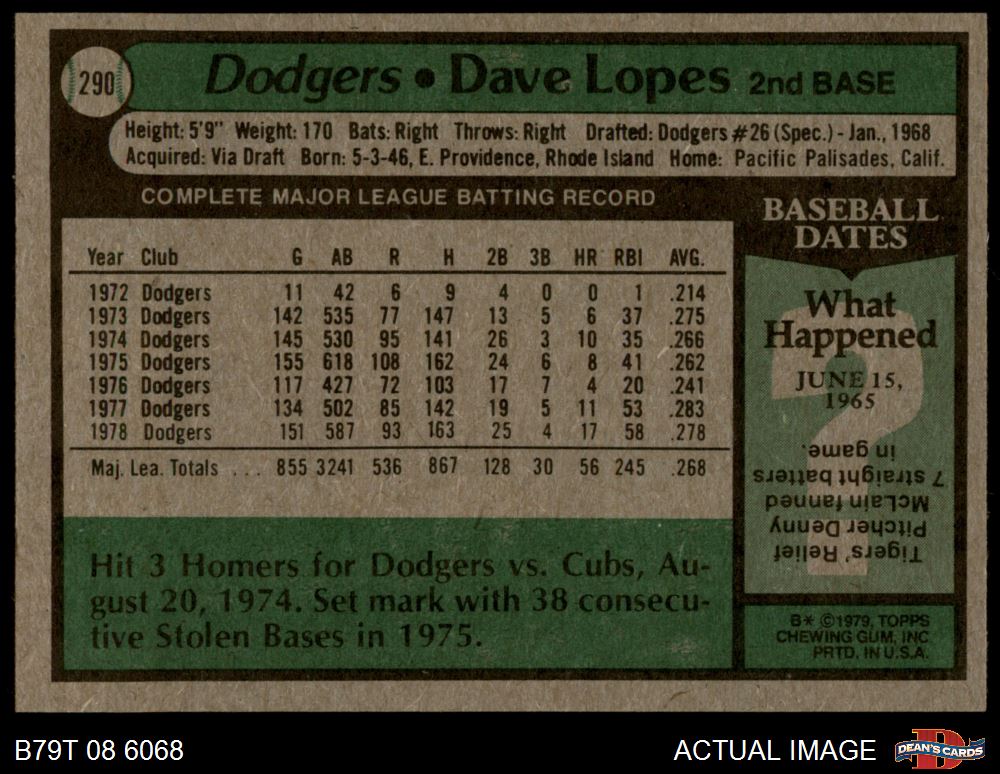 290
Dodgers • Dave Lopes 2nd BASE
Height: 5'9" Weight: 170 Bats: Right Throws: Right Drafted: Dodgers #26 (Spec.) - Jan., 1968
Acquired: Via Draft Born: 5-3-46, E. Providence, Rhode Island Home: Pacific Palisades, Calif.
COMPLETE MAJOR LEAGUE BATTING RECORD
Year Club G AB R H 2B 3B HR RBI AVG.
1972 Dodgers 11 42 6 9 4 0 0 1 .214
1973 Dodgers 142 535 77 147 13 5 6 37 .275
1974 Dodgers 145 530 95 141 26 3 10 35 .266
1975 Dodgers 155 618 108 162 24 6 8 41 .262
1976 Dodgers 117 427 72 103 17 7 4 20 .241
1977 Dodgers 134 502 85 142 19 5 11 53 .283
1978 Dodgers 151 587 93 163 25 4 17 58 .278
Maj. Lea. Totals . . . 855 3241 536 867 128 30 56 245 .268
Hit 3 Homers for Dodgers vs. Cubs, Au-
gust 20, 1974. Set mark with 38 consecu-
tive Stolen Bases in 1975.
BASEBALL
DATES
What
Happened
JUNE 15,
1965
?
Tigers' Relief
Pitcher Denny
McLain fanned
7 straight batters
in game.
B* ©1979, TOPPS
CHEWING GUM, INC.
PRTD. IN U.S.A.
B79T 08 6068
ACTUAL IMAGE
D
DEAN'S CARDS